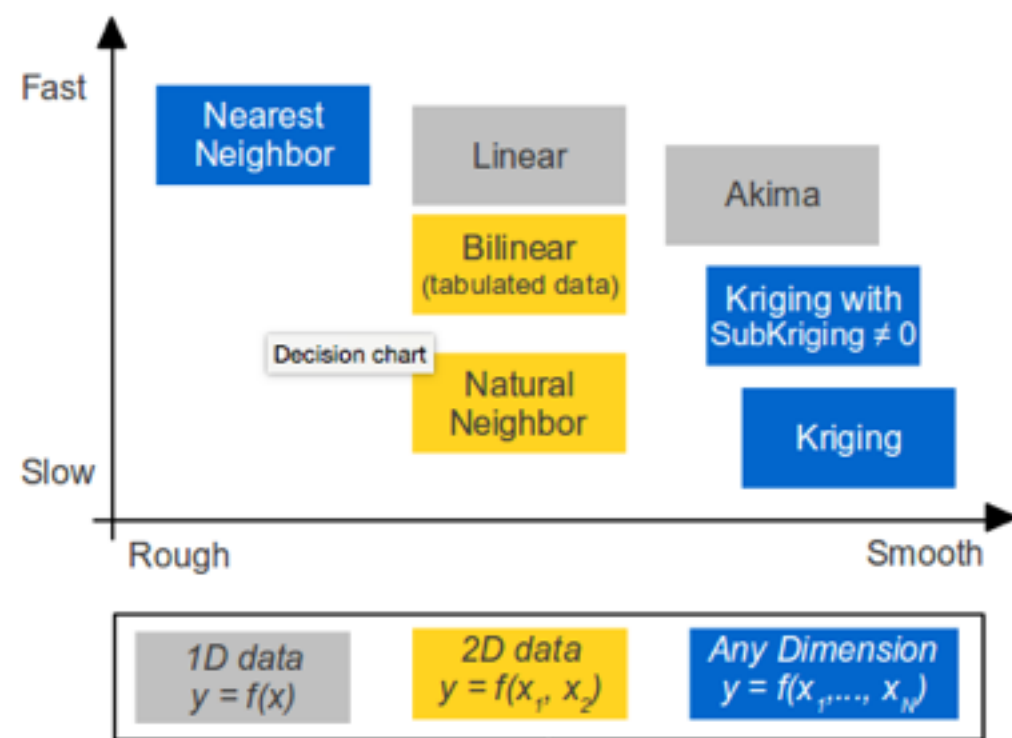 Fast
Nearest
Neighbor
Linear
Akima
Bilinear
(tabulated data)
Kriging with
SubKriging ≠ 0
Decision chart
Natural
Neighbor
Kriging
Slow
Rough
Smooth
1D data
y = f(x)
2D data
y = f(x₁, x₂)
Any Dimension
y = f(x₁,..., x_N)